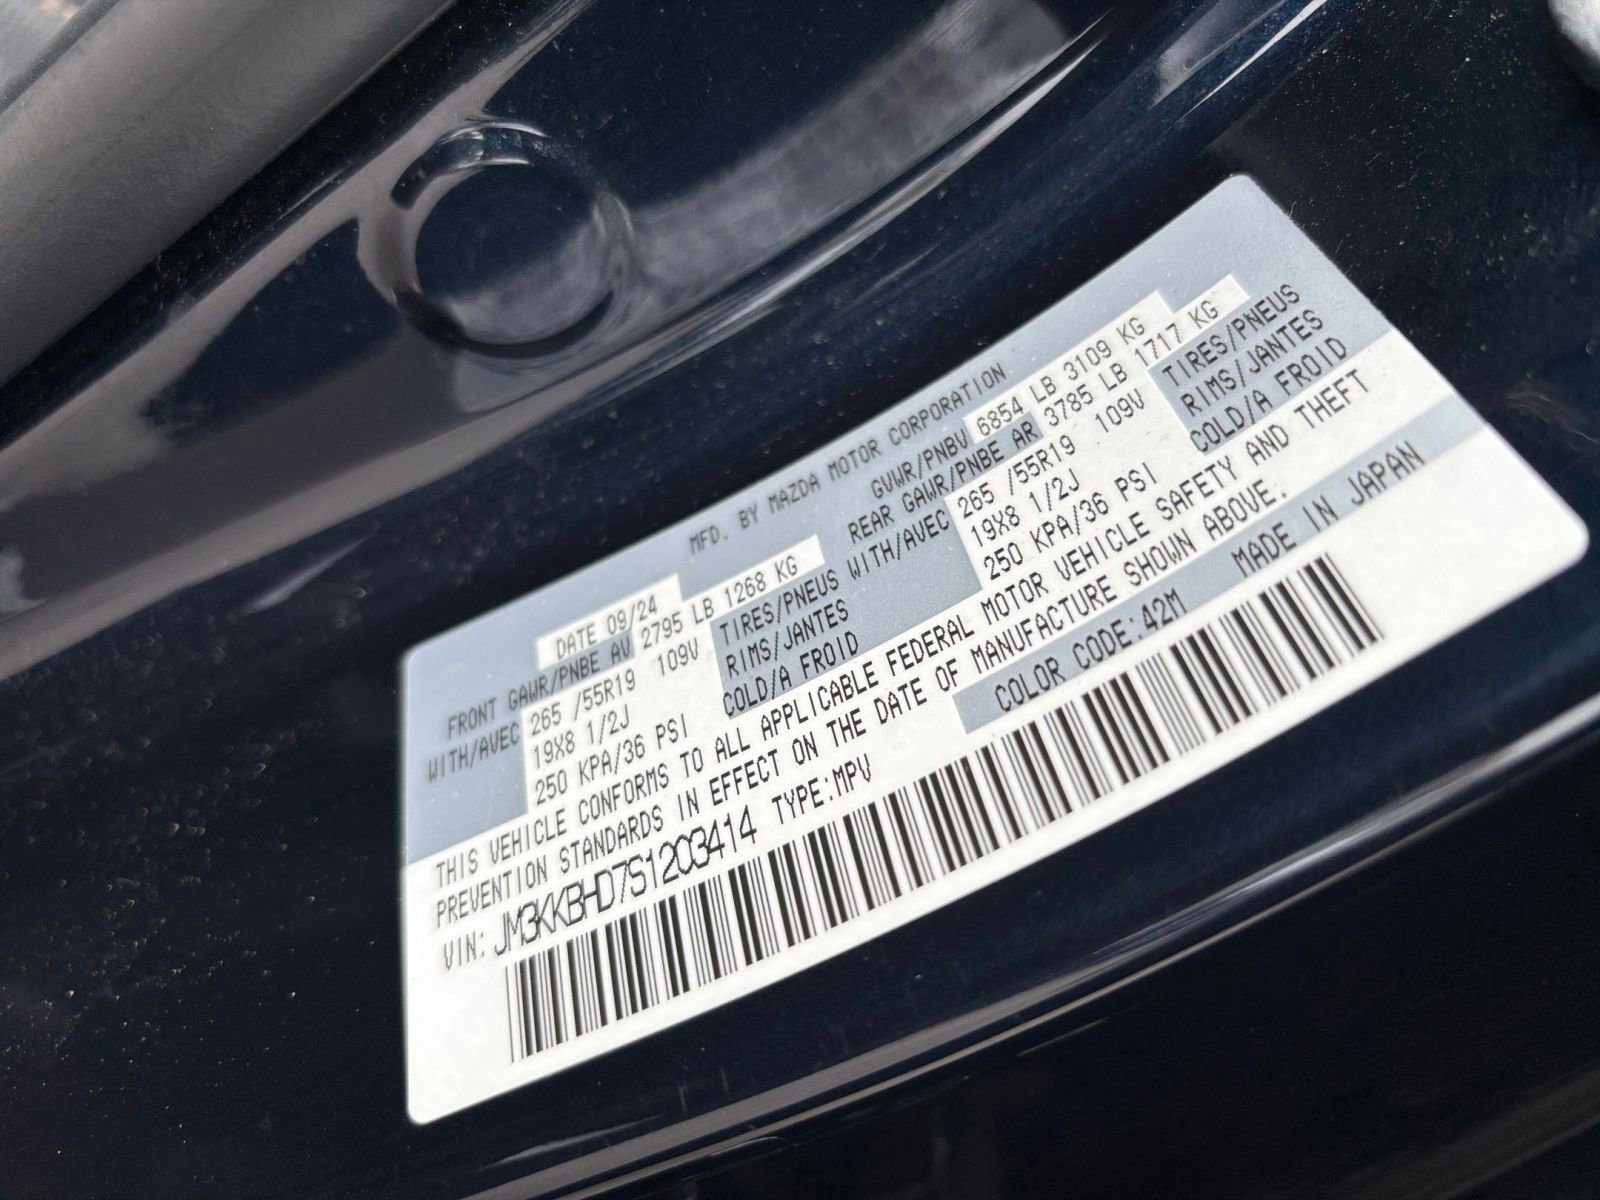 MFD. BY MAZDA MOTOR CORPORATION
DATE 09/24 GVWR/PNBV 6854 LB 3109 KG
FRONT GAWR/PNBE AV 2795 LB 1268 KG REAR GAWR/PNBE AR 3785 LB 1717 KG
WITH/AVEC 265 /55R19 109V TIRES/PNEUS WITH/AVEC 265 /55R19 109V TIRES/PNEUS
19X8 1/2J RIMS/JANTES 19X8 1/2J RIMS/JANTES
250 KPA/36 PSI COLD/A FROID 250 KPA/36 PSI COLD/A FROID
THIS VEHICLE CONFORMS TO ALL APPLICABLE FEDERAL MOTOR VEHICLE SAFETY AND THEFT
PREVENTION STANDARDS IN EFFECT ON THE DATE OF MANUFACTURE SHOWN ABOVE.
VIN: JM3KKBHD7S1203414 TYPE:MPV COLOR CODE:42M MADE IN JAPAN